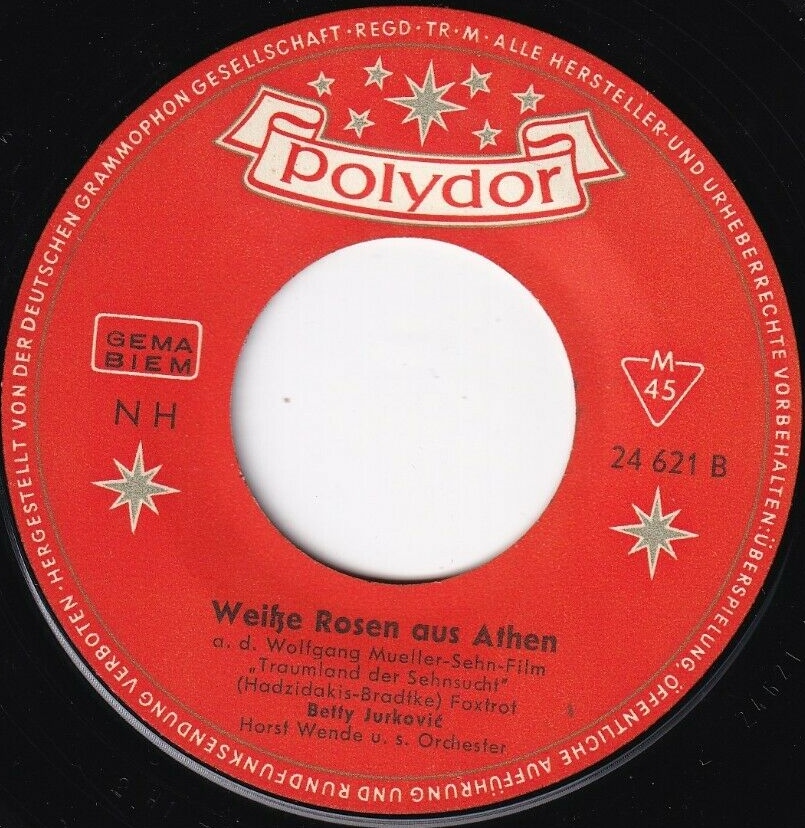 HERGESTELLT VON DER DEUTSCHEN GRAMMOPHON GESELLSCHAFT · REGD · TR · M · ALLE HERSTELLER- UND URHEBERRECHTE VORBEHALTEN · ÜBERSPIELUNG, ÖFFENTLICHE AUFFÜHRUNG UND RUNDFUNKSENDUNG VERBOTEN ·
polydor
GEMA
BIEM
NH
M
45
24 621 B
Weiße Rosen aus Athen
a. d. Wolfgang Mueller-Sehn-Film
„Traumland der Sehnsucht"
(Hadzidakis-Bradtke) Foxtrot
Betty Jurković
Horst Wende u. s. Orchester